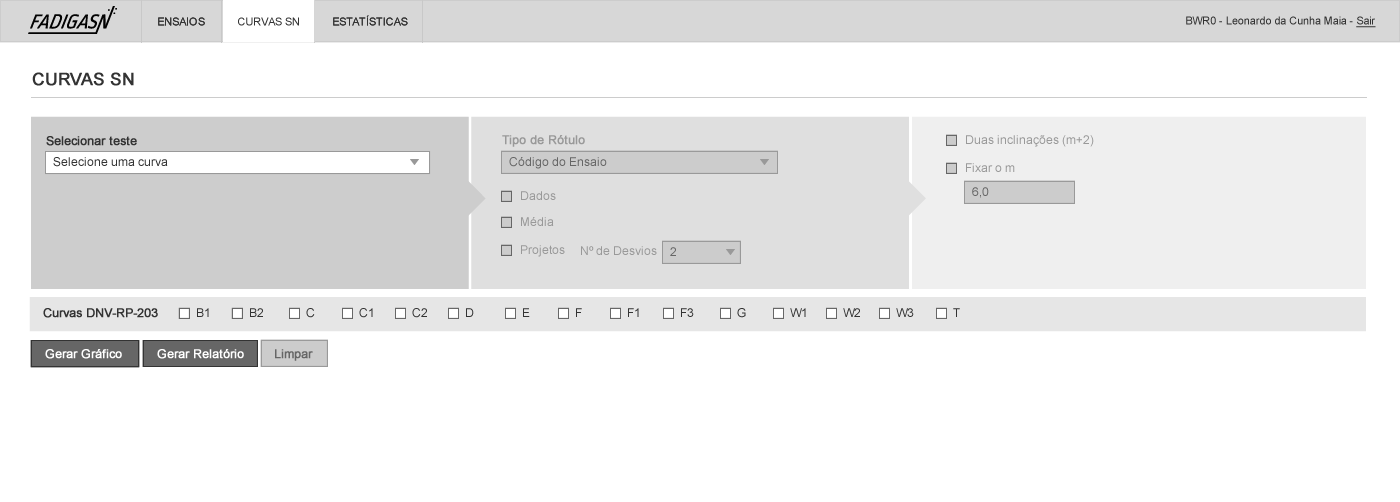 FADIGASN ENSAIOS CURVAS SN ESTATÍSTICAS BWR0 - Leonardo da Cunha Maia - Sair
CURVAS SN
Selecionar teste
Selecione uma curva
Tipo de Rótulo
Código do Ensaio
Dados
Média
Projetos Nº de Desvios 2
Duas inclinações (m+2)
Fixar o m
6,0
Curvas DNV-RP-203 B1 B2 C C1 C2 D E F F1 F3 G W1 W2 W3 T
Gerar Gráfico Gerar Relatório Limpar